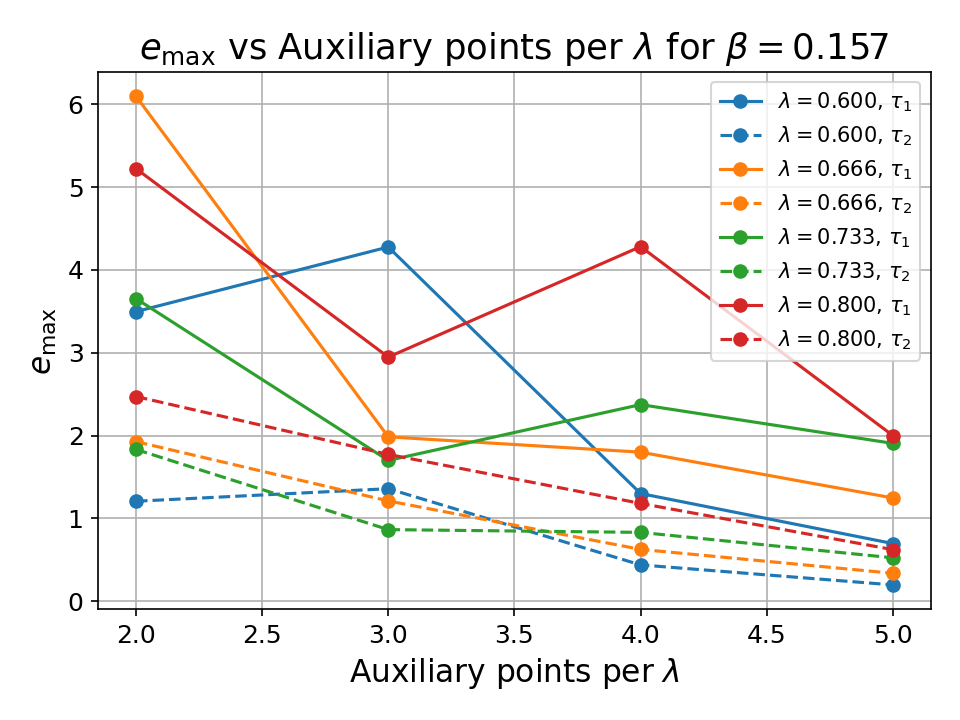 e_max vs Auxiliary points per λ for β = 0.157
6
5
4
3
2
1
0
e_max
2.0 2.5 3.0 3.5 4.0 4.5 5.0
Auxiliary points per λ
λ = 0.600, τ₁
λ = 0.600, τ₂
λ = 0.666, τ₁
λ = 0.666, τ₂
λ = 0.733, τ₁
λ = 0.733, τ₂
λ = 0.800, τ₁
λ = 0.800, τ₂